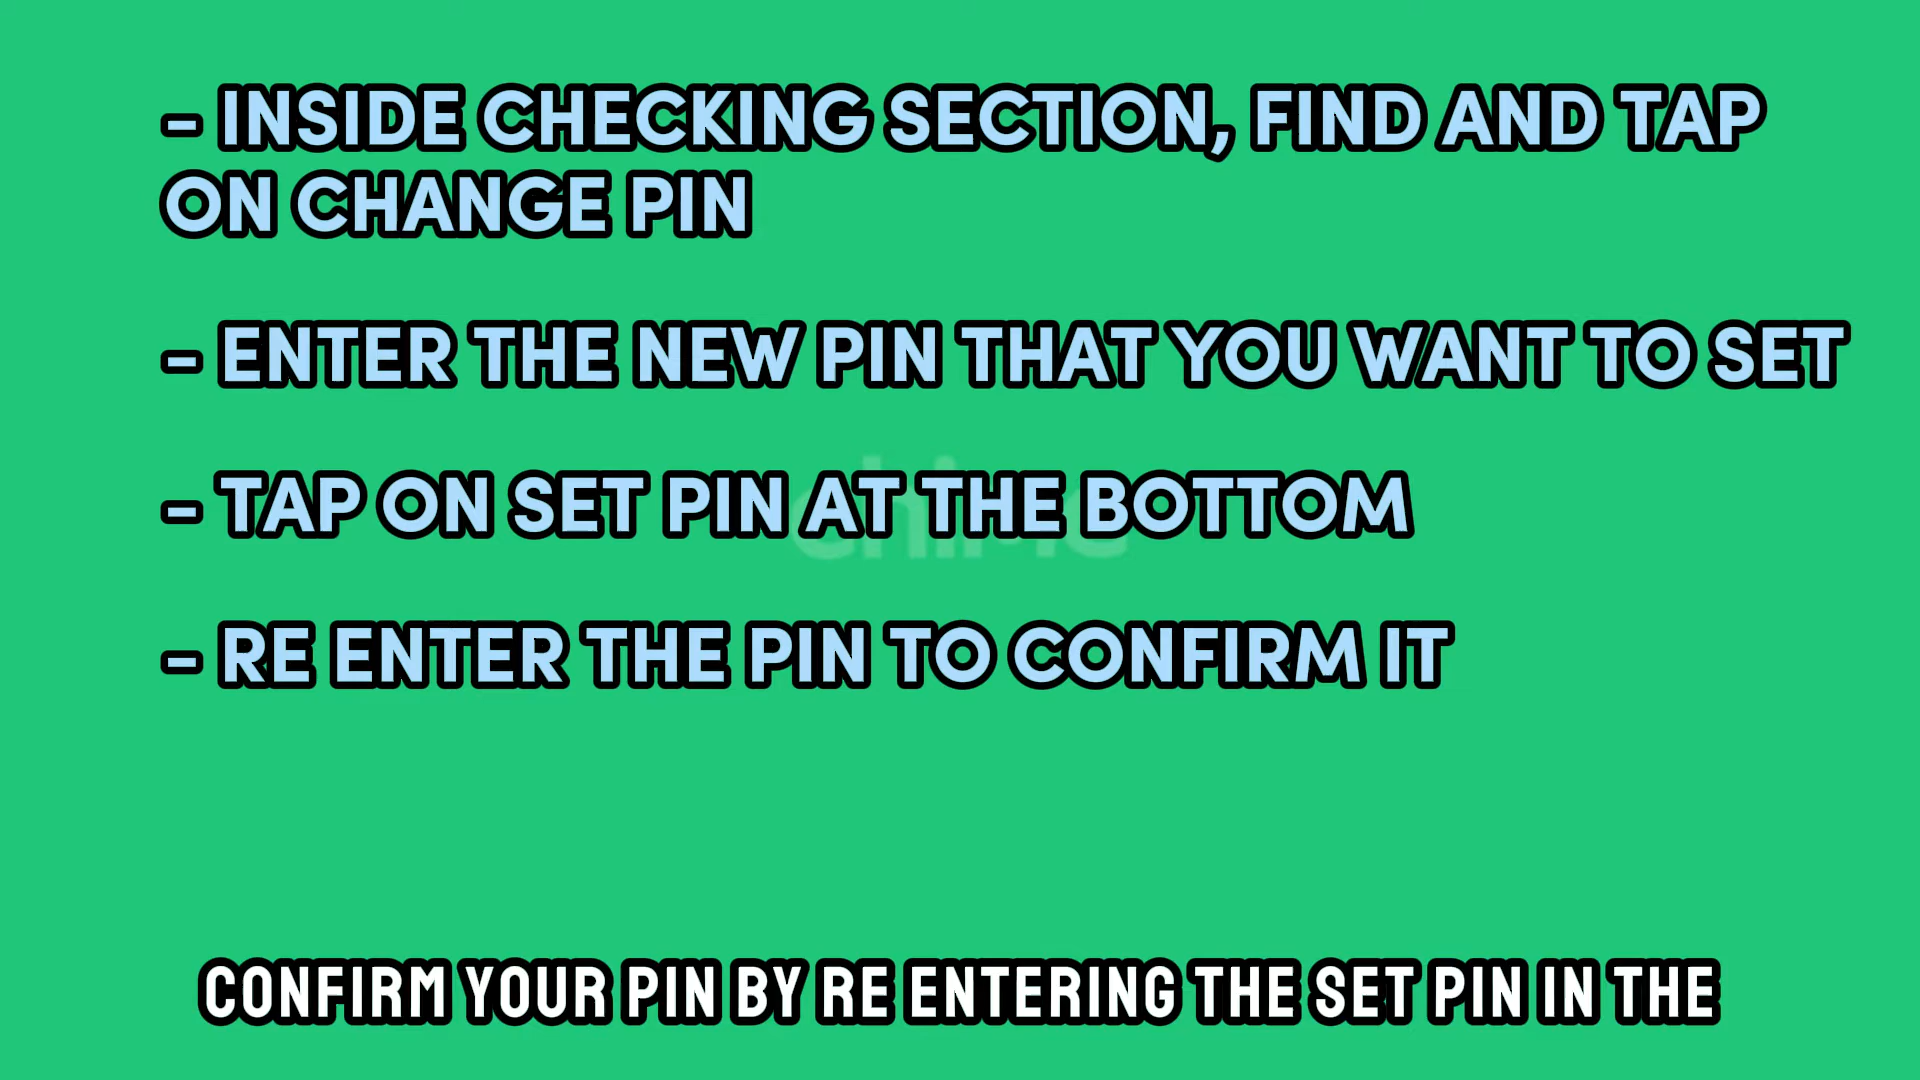 - INSIDE CHECKING SECTION, FIND AND TAP
ON CHANGE PIN
- ENTER THE NEW PIN THAT YOU WANT TO SET
chime
- TAP ON SET PIN AT THE BOTTOM
- RE ENTER THE PIN TO CONFIRM IT
CONFIRM YOUR PIN BY RE ENTERING THE SET PIN IN THE